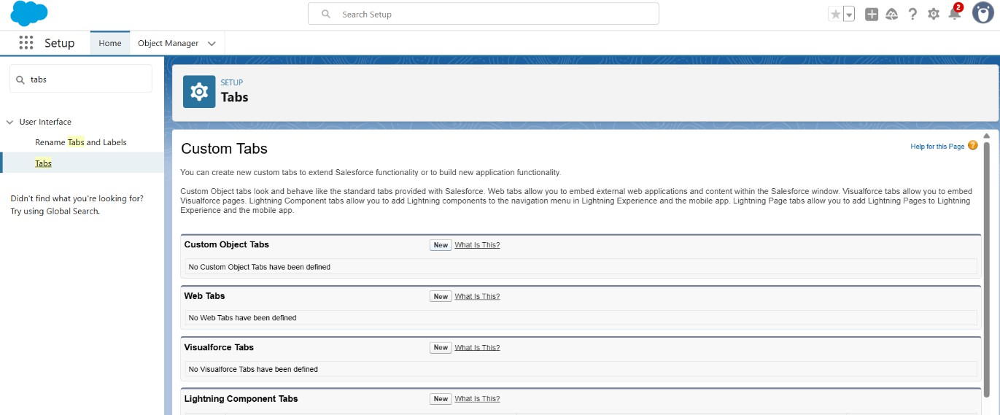 Search Setup
2
Setup
Home
Object Manager
tabs
User Interface
Rename Tabs and Labels
Tabs
Didn't find what you're looking for?
Try using Global Search.
SETUP
Tabs
Custom Tabs
Help for this Page ?
You can create new custom tabs to extend Salesforce functionality or to build new application functionality.
Custom Object tabs look and behave like the standard tabs provided with Salesforce. Web tabs allow you to embed external web applications and content within the Salesforce window. Visualforce tabs allow you to embed
Visualforce pages. Lightning Component tabs allow you to add Lightning components to the navigation menu in Lightning Experience and the mobile app. Lightning Page tabs allow you to add Lightning Pages to Lightning
Experience and the mobile app.
Custom Object Tabs New What Is This?
No Custom Object Tabs have been defined
Web Tabs New What Is This?
No Web Tabs have been defined
Visualforce Tabs New What Is This?
No Visualforce Tabs have been defined
Lightning Component Tabs New What Is This?